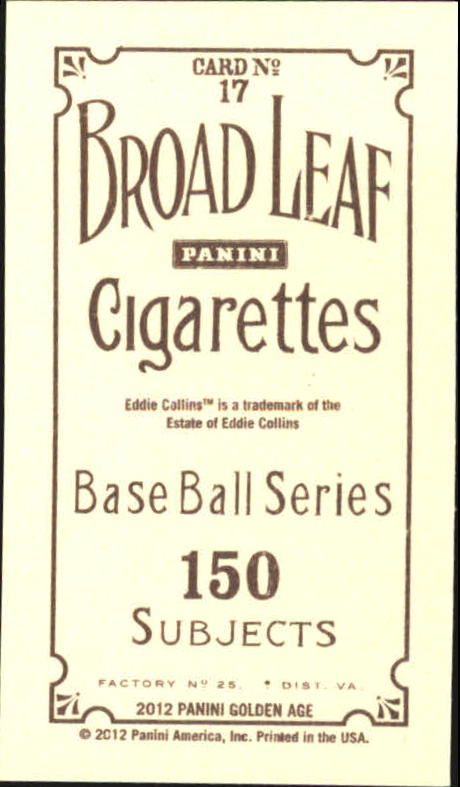 CARD Nº
17
BROAD LEAF
PANINI
Cigarettes
Eddie Collins™ is a trademark of the
Estate of Eddie Collins
Base Ball Series
150
SUBJECTS
FACTORY Nº 25. DIST. VA.
2012 PANINI GOLDEN AGE
© 2012 Panini America, Inc. Printed in the USA.